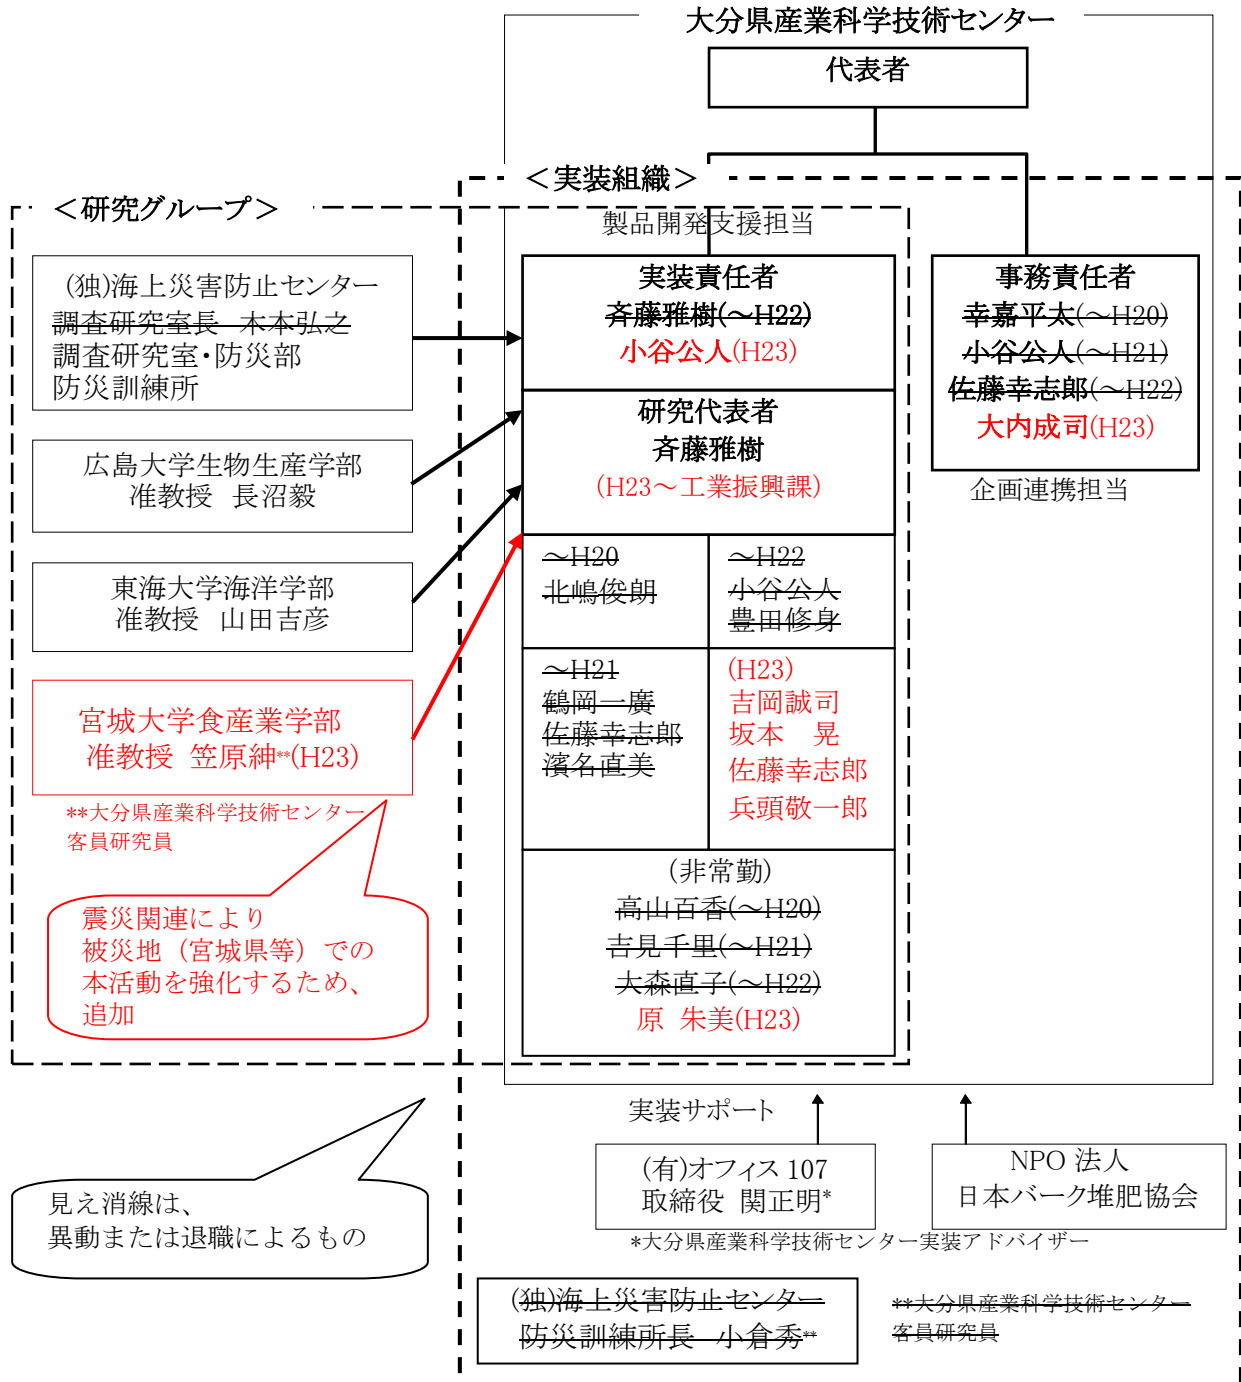 大分県産業科学技術センター
代表者
＜実装組織＞
＜研究グループ＞
製品開発支援担当
(独)海上災害防止センター
調査研究室長　木本弘之
調査研究室・防災部
防災訓練所
実装責任者
斉藤雅樹(～H22)
小谷公人(H23)
事務責任者
幸嘉平太(～H20)
小谷公人(～H21)
佐藤幸志郎(～H22)
大内成司(H23)
企画連携担当
研究代表者
斉藤雅樹
(H23～工業振興課)
広島大学生物生産学部
准教授　長沼毅
東海大学海洋学部
准教授　山田吉彦
～H20
北嶋俊朗
～H22
小谷公人
豊田修身
～H21
鶴岡一廣
佐藤幸志郎
濱名直美
(H23)
吉岡誠司
坂本　晃
佐藤幸志郎
兵頭敬一郎
宮城大学食産業学部
准教授　笠原紳**(H23)
**大分県産業科学技術センター
客員研究員
震災関連により
被災地（宮城県等）での
本活動を強化するため、
追加
(非常勤)
高山百香(～H20)
吉見千里(～H21)
大森直子(～H22)
原 朱美(H23)
実装サポート
(有)オフィス 107
取締役　関正明*
NPO 法人
日本バーク堆肥協会
*大分県産業科学技術センター実装アドバイザー
見え消線は、
異動または退職によるもの
(独)海上災害防止センター
防災訓練所長　小倉秀**
**大分県産業科学技術センター
客員研究員